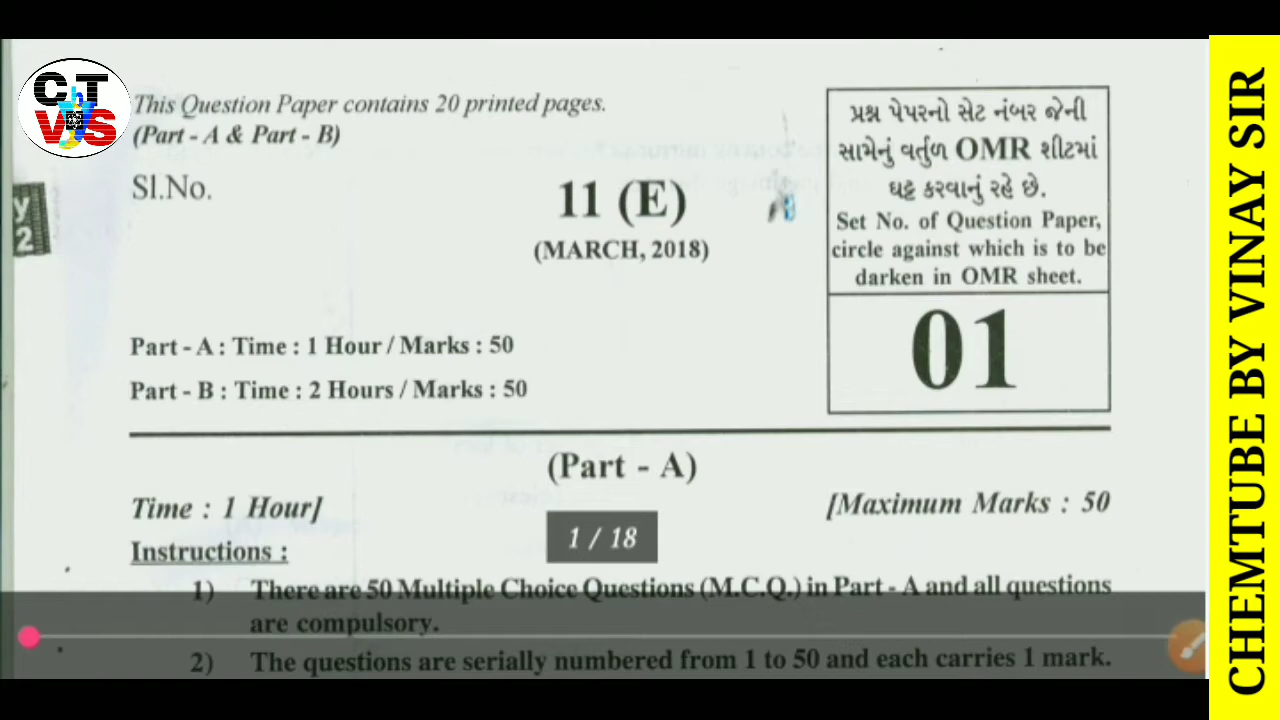 C T
V S
This Question Paper contains 20 printed pages.
(Part - A & Part - B)
Sl.No.
11 (E)
(MARCH, 2018)
પ્રશ્ન પેપરનો સેટ નંબર જેની
સામેનું વર્તુળ OMR શીટમાં
ઘટ્ટ કરવાનું રહે છે.
Set No. of Question Paper,
circle against which is to be
darken in OMR sheet.
01
y
2
Part - A : Time : 1 Hour / Marks : 50
Part - B : Time : 2 Hours / Marks : 50
(Part - A)
Time : 1 Hour]
[Maximum Marks : 50
1 / 18
Instructions :
1) There are 50 Multiple Choice Questions (M.C.Q.) in Part - A and all questions
are compulsory.
2) The questions are serially numbered from 1 to 50 and each carries 1 mark.
CHEMTUBE BY VINAY SIR